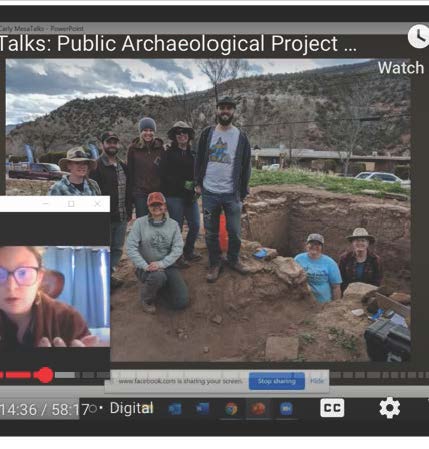 Carly MesaTalks - PowerPoint
Talks: Public Archaeological Project ...
Watch
www.facebook.com is sharing your screen.
Stop sharing
Hide
14:36 / 58:17 • Digital
CC